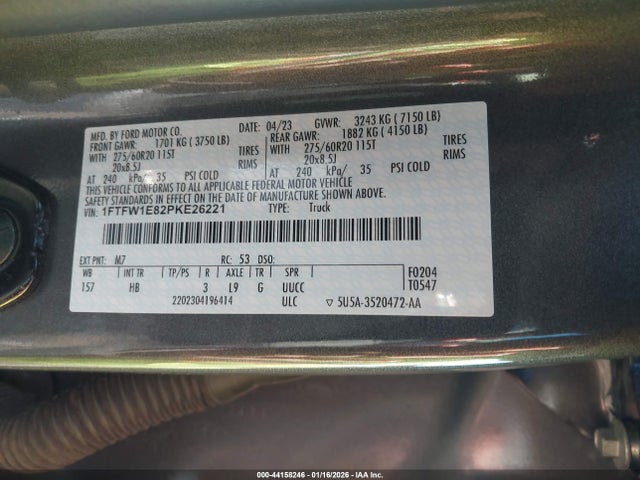 MFD. BY FORD MOTOR CO. 04/23 GVWR: 3243 KG ( 7150 LB)
FRONT GAWR: 1701 KG ( 3750 LB) REAR GAWR: 1882 KG ( 4150 LB)
WITH 275/60R20 115T TIRES WITH 275/60R20 115T TIRES
20x8.5J RIMS 20x8.5J RIMS
AT 240 kPa/ 35 PSI COLD AT 240 kPa/ 35 PSI COLD
THIS VEHICLE CONFORMS TO ALL APPLICABLE FEDERAL MOTOR VEHICLE
SAFETY STANDARDS IN EFFECT ON THE DATE OF MANUFACTURE SHOWN ABOVE.
VIN: 1FTFW1E82PKE26221 TYPE: Truck
EXT PNT: M7 RC: 53 DSO:
WB INT TR TP/PS R AXLE TR SPR F0204
157 HB 3 L9 G UUCC T0547
2202304196414 ULC ▽ 5U5A-3520472-AA
000-44158246 - 01/16/2026 - IAA Inc.